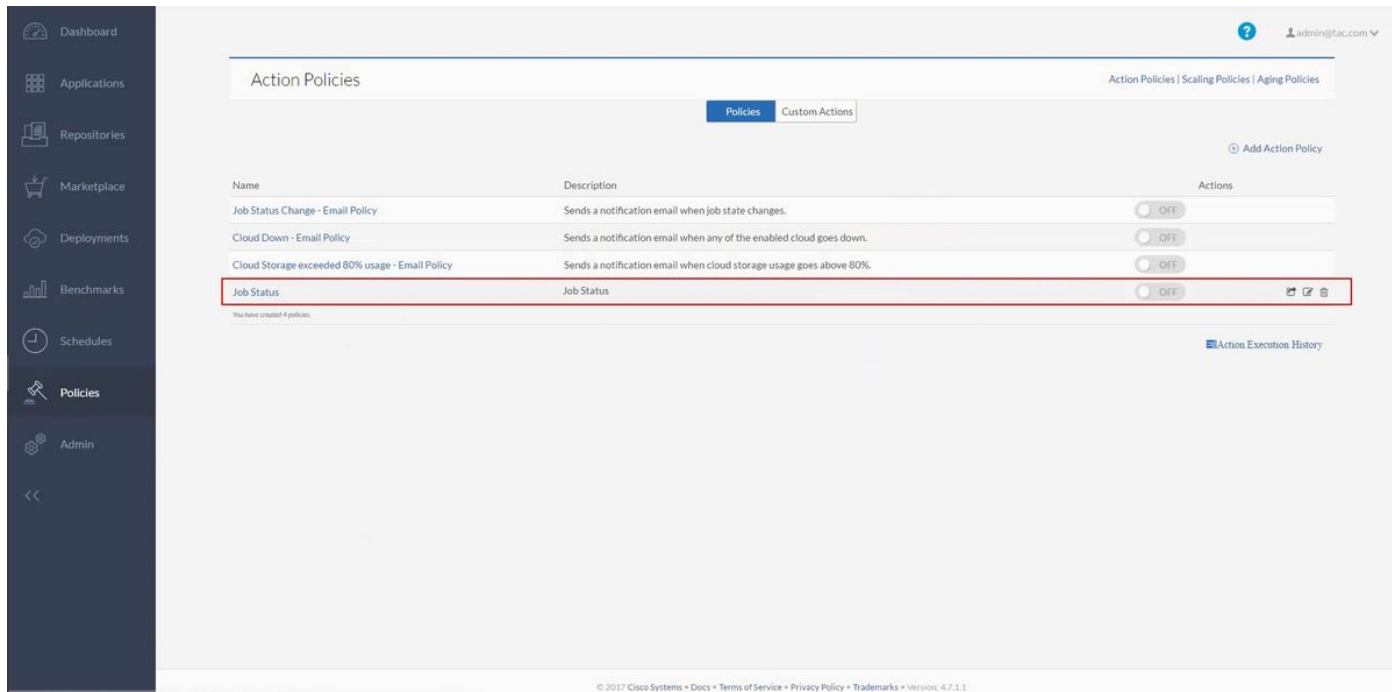 Dashboard
Applications
Repositories
Marketplace
Deployments
Benchmarks
Schedules
Policies
Admin
<<
?
admin@tac.com
Action Policies
Action Policies | Scaling Policies | Aging Policies
Policies Custom Actions
Add Action Policy
Name Description Actions
Job Status Change - Email Policy Sends a notification email when job state changes. OFF
Cloud Down - Email Policy Sends a notification email when any of the enabled cloud goes down. OFF
Cloud Storage exceeded 80% usage - Email Policy Sends a notification email when cloud storage usage goes above 80%. OFF
Job Status Job Status OFF
You have created 4 policies.
Action Execution History
© 2017 Cisco Systems • Docs • Terms of Service • Privacy Policy • Trademarks • Version: 4.7.1.1